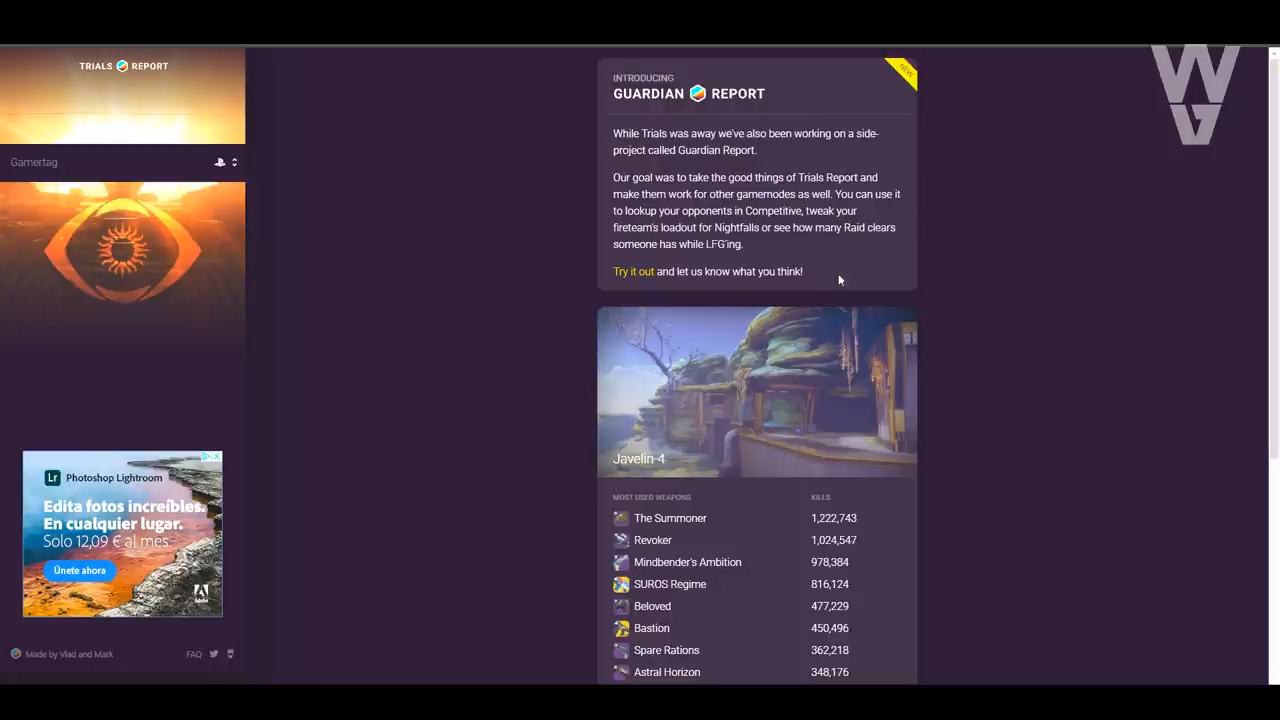 TRIALS REPORT
Gamertag
Lr Photoshop Lightroom
Edita fotos increíbles.
En cualquier lugar.
Solo 12,09 € al mes
Únete ahora
Adobe
Made by Vlad and Mark
FAQ
INTRODUCING
GUARDIAN REPORT
NEW
While Trials was away we've also been working on a side-
project called Guardian Report.
Our goal was to take the good things of Trials Report and
make them work for other gamemodes as well. You can use it
to lookup your opponents in Competitive, tweak your
fireteam's loadout for Nightfalls or see how many Raid clears
someone has while LFG'ing.
Try it out and let us know what you think!
Javelin-4
MOST USED WEAPONS KILLS
The Summoner 1,222,743
Revoker 1,024,547
Mindbender's Ambition 978,384
SUROS Regime 816,124
Beloved 477,229
Bastion 450,496
Spare Rations 362,218
Astral Horizon 348,176
WG